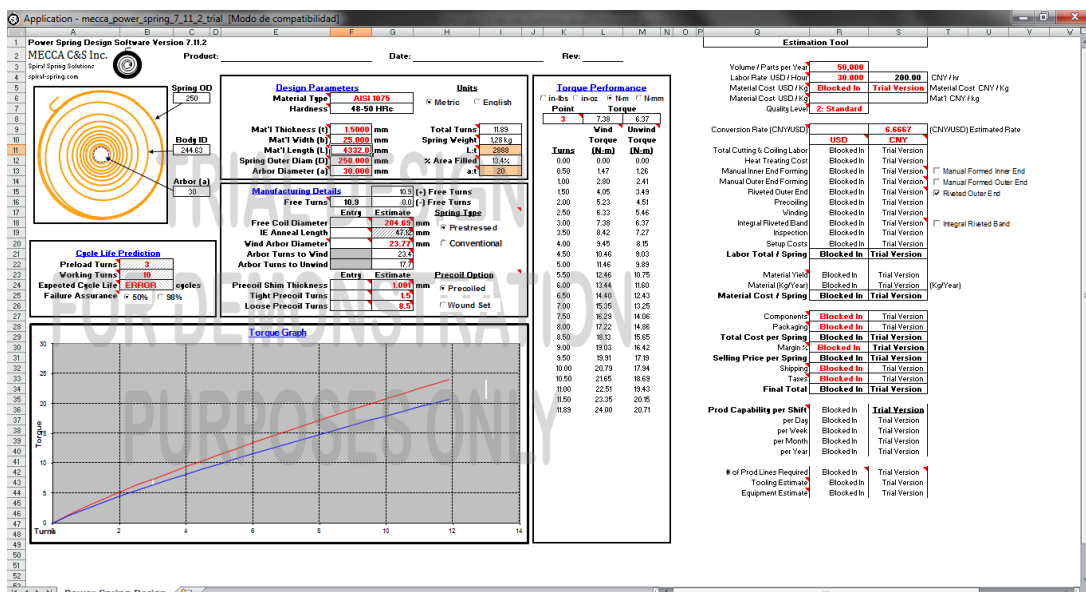 Application - mecca_power_spring_7_11_2_trial [Modo de compatibilidad]
A B C D E F G H I J K L M N O P Q R S T U V V
Power Spring Design Software Version 7.11.2
Estimation Tool
MECCA C&S Inc. Product: Date: Rev:
Spiral Spring Solutions
spiral-spring.com
Volume / Parts per Year 50,000
Labor Rate USD / Hour 30.000 200.00 CNY / hr
Material Cost USD / Kg Blocked In Trial Version Material Cost CNY / Kg
Material Cost USD / Kg Mat'l CNY / kg
Quality Level 2: Standard
Conversion Rate (CNY/USD) 6.6667 (CNY/USD) Estimated Rate
USD CNY
Spring OD
250
Body ID
244.63
Arbor (a)
30
Design Parameters Units
Material Type AISI 1075 Metric English
Hardness 48-50 HRc
Mat'l Thickness (t) 1.5000 mm Total Turns 11.89
Mat'l Width (b) 25.000 mm Spring Weight 1,28 kg
Mat'l Length (L) 4332.0 mm L:t 2888
Spring Outer Diam (D) 250.000 mm % Area Filled 13.4%
Arbor Diameter (a) 30.000 mm a:t 20
Manufacturing Details 10.9 (+) Free Turns
Free Turns 10.9 0.0 (-) Free Turns
Entry Estimate Spring Type
Free Coil Diameter 204.69 mm Prestressed
IE Anneal Length 47.12 mm
Wind Arbor Diameter 23.77 mm Conventional
Arbor Turns to Wind 23.4
Arbor Turns to Unwind 17.7
Entry Estimate Precoil Option
Precoil Shim Thickness 1.001 mm Precoiled
Tight Precoil Turns 1.5
Loose Precoil Turns 8.5 Wound Set
Cycle Life Prediction
Preload Turns 3
Working Turns 10
Expected Cycle Life ERROR cycles
Failure Assurance 50% 98%
Torque Performance
in-lbs in-oz N-m N-mm
Point Torque
3 7.38 6.37
Wind Unwind
Torque Torque
Turns (N-m) (N-m)
0.00 0.00 0.00
0.50 1.47 1.26
1.00 2.80 2.41
1.50 4.05 3.49
2.00 5.23 4.51
2.50 6.33 5.46
3.00 7.38 6.37
3.50 8.42 7.27
4.00 9.45 8.15
4.50 10.46 9.03
5.00 11.46 9.89
5.50 12.46 10.75
6.00 13.44 11.60
6.50 14.40 12.43
7.00 15.35 13.25
7.50 16.29 14.06
8.00 17.22 14.86
8.50 18.13 15.65
9.00 19.03 16.42
9.50 19.91 17.19
10.00 20.79 17.94
10.50 21.65 18.69
11.00 22.51 19.43
11.50 23.35 20.15
11.89 24.00 20.71
Total Cutting & Coiling Labor Blocked In Trial Version
Heat Treating Cost Blocked In Trial Version
Manual Inner End Forming Blocked In Trial Version Manual Formed Inner End
Manual Outer End Forming Blocked In Trial Version Manual Formed Outer End
Riveted Outer End Blocked In Trial Version Riveted Outer End
Precoiling Blocked In Trial Version
Winding Blocked In Trial Version
Integral Riveted Band Blocked In Trial Version Integral Riveted Band
Inspection Blocked In Trial Version
Setup Costs Blocked In Trial Version
Labor Total / Spring Blocked In Trial Version
Material Yield Blocked In Trial Version
Material (Kg/Year) Blocked In Trial Version (Kg/Year)
Material Cost / Spring Blocked In Trial Version
Components Blocked In Trial Version
Packaging Blocked In Trial Version
Total Cost per Spring Blocked In Trial Version
Margin % Blocked In Trial Version
Selling Price per Spring Blocked In Trial Version
Shipping Blocked In Trial Version
Taxes Blocked In Trial Version
Final Total Blocked In Trial Version
Prod Capability per Shift Blocked In Trial Version
per Day Blocked In Trial Version
per Week Blocked In Trial Version
per Month Blocked In Trial Version
per Year Blocked In Trial Version
# of Prod Lines Required Blocked In Trial Version
Tooling Estimate Blocked In Trial Version
Equipment Estimate Blocked In Trial Version
Torque Graph
Torque
30
25
20
15
10
5
0
Turns 2 4 6 8 10 12 14
TRIAL DESIGN
FOR DEMONSTRATION
PURPOSES ONLY
Power Spring Design